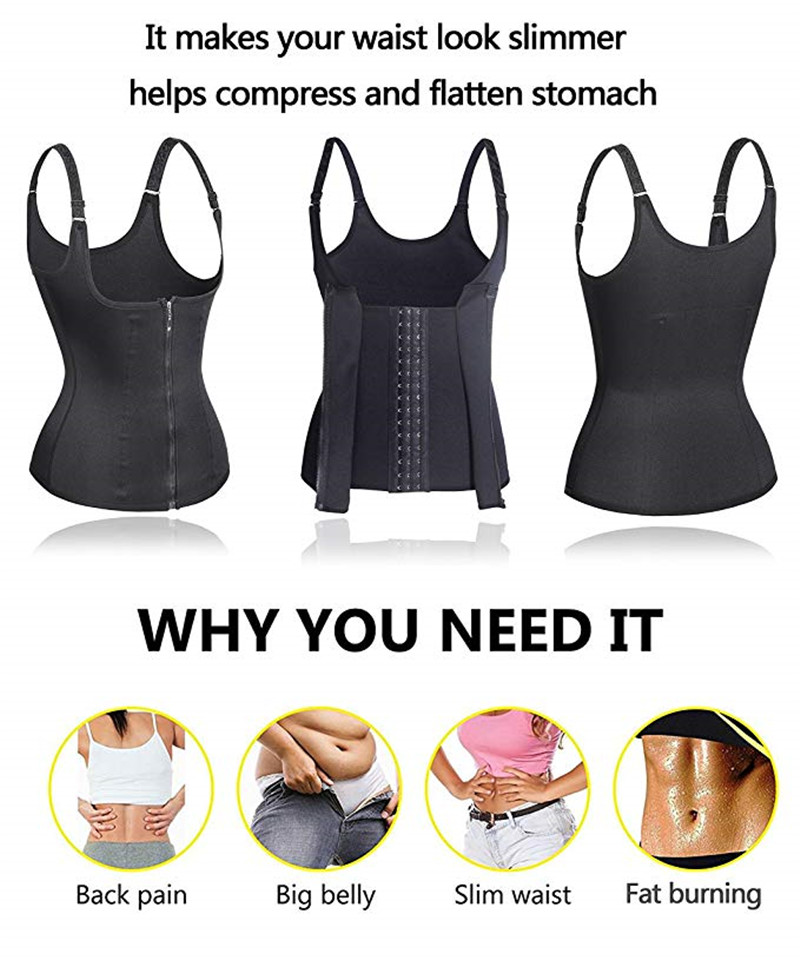 It makes your waist look slimmer
helps compress and flatten stomach
WHY YOU NEED IT
Back pain
Big belly
Slim waist
Fat burning